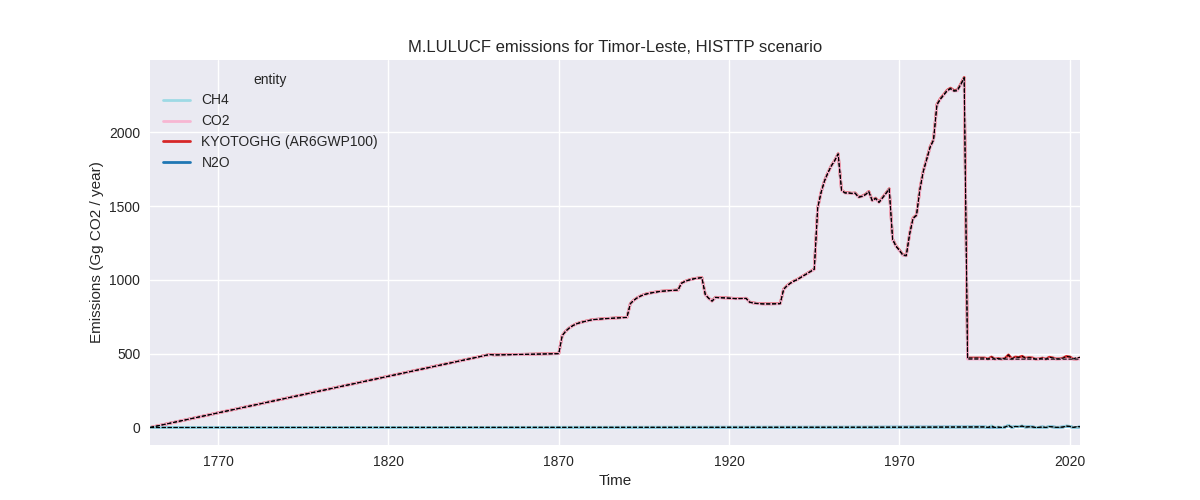 M.LULUCF emissions for Timor-Leste, HISTTP scenario
entity
CH4
CO2
KYOTOGHG (AR6GWP100)
N2O
Emissions (Gg CO2 / year)
2000
1500
1000
500
0
1770
1820
1870
1920
1970
2020
Time